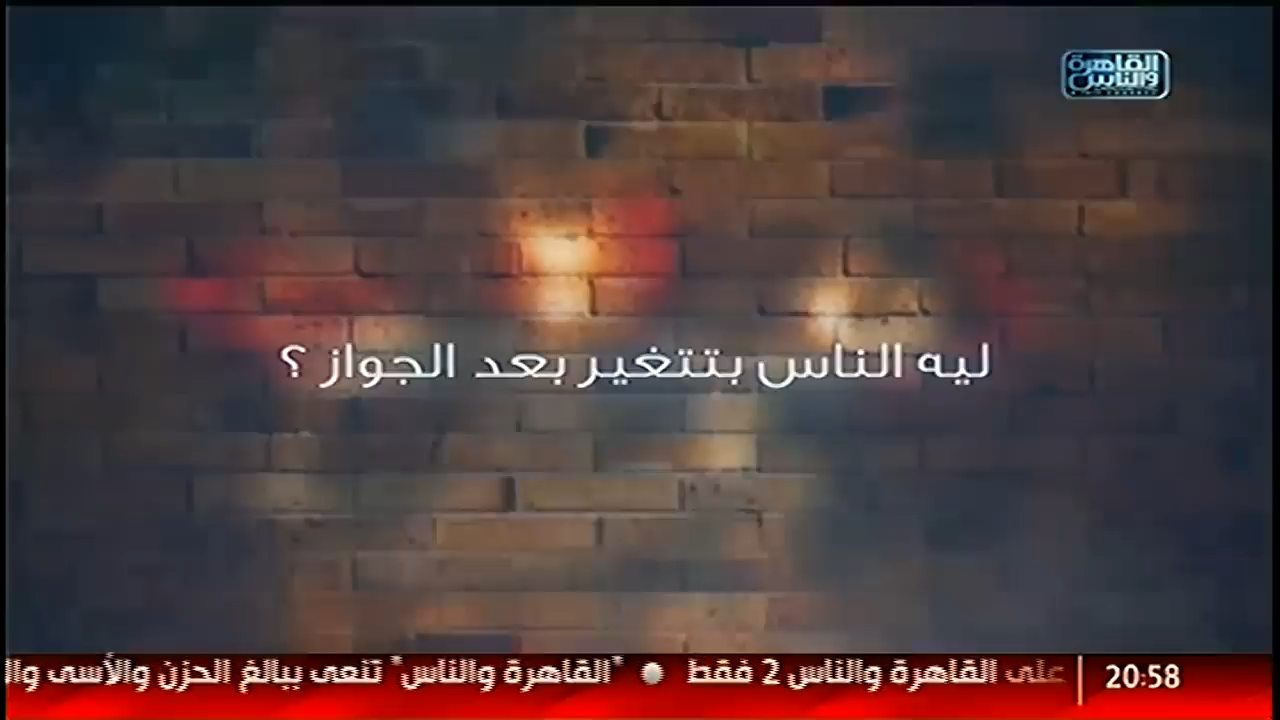 القاهرة
والناس
ليه الناس بتتغير بعد الجواز ؟
20:58
على القاهرة والناس 2 فقط ● "القاهرة والناس" تنعى ببالغ الحزن والأسى